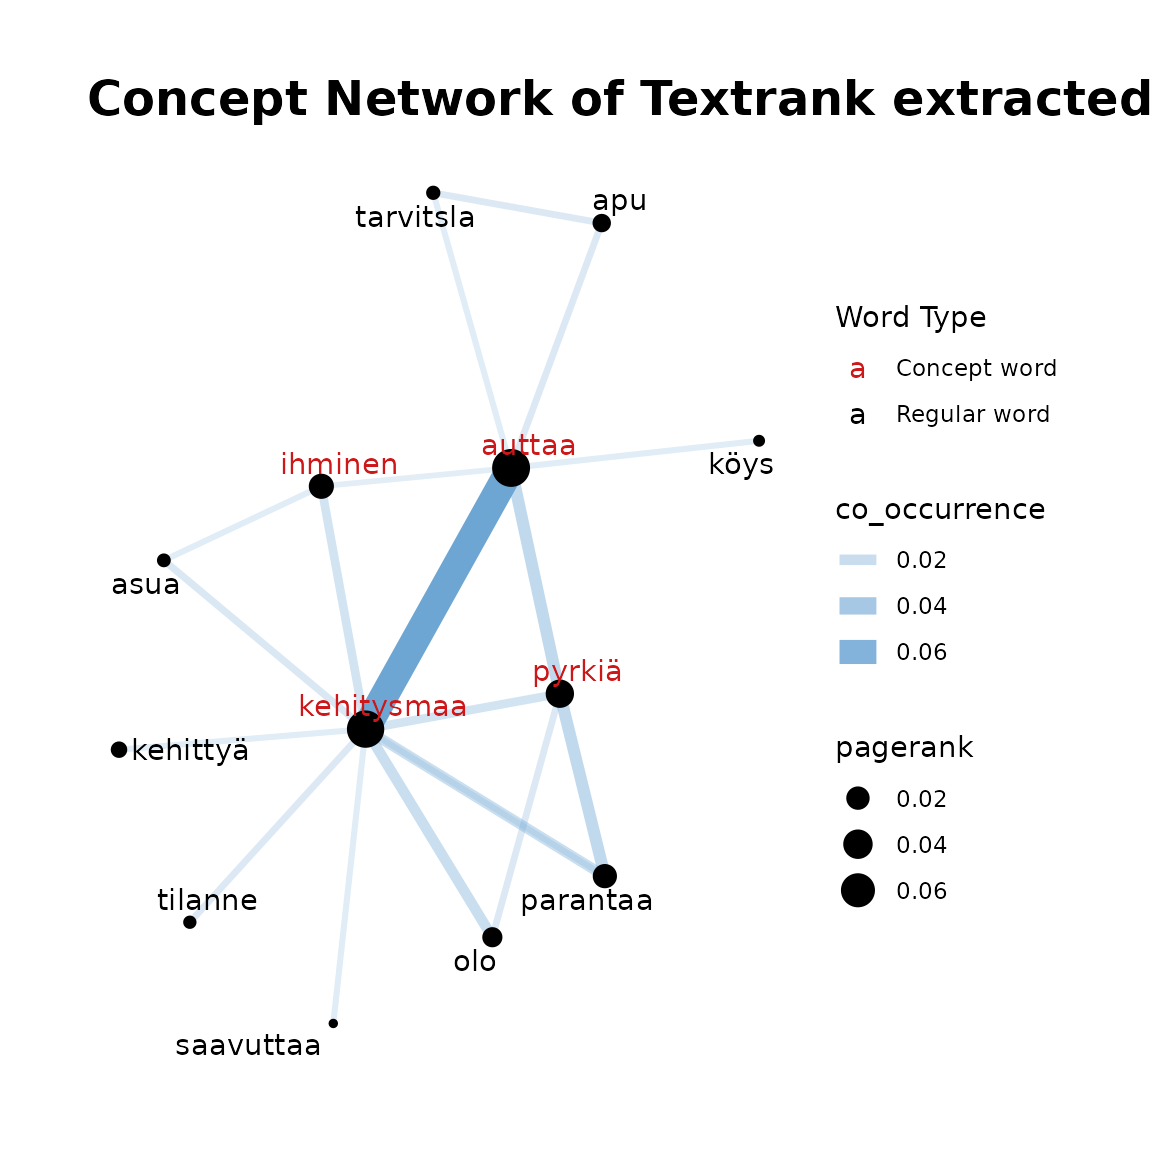 Concept Network of Textrank extracted
tarvitsla
apu
auttaa
köys
ihminen
asua
pyrkiä
kehitysmaa
kehittyä
tilanne
parantaa
olo
saavuttaa
Word Type
a Concept word
a Regular word
co_occurrence
0.02
0.04
0.06
pagerank
0.02
0.04
0.06